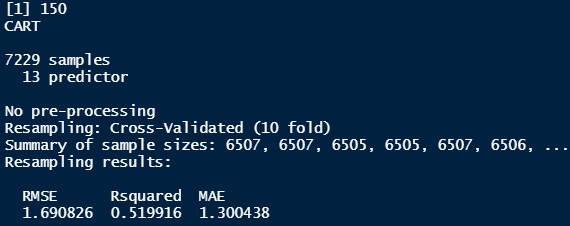 [1] 150
CART
7229 samples
13 predictor
No pre-processing
Resampling: Cross-Validated (10 fold)
Summary of sample sizes: 6507, 6507, 6505, 6505, 6507, 6506, ...
Resampling results:
RMSE Rsquared MAE
1.690826 0.519916 1.300438